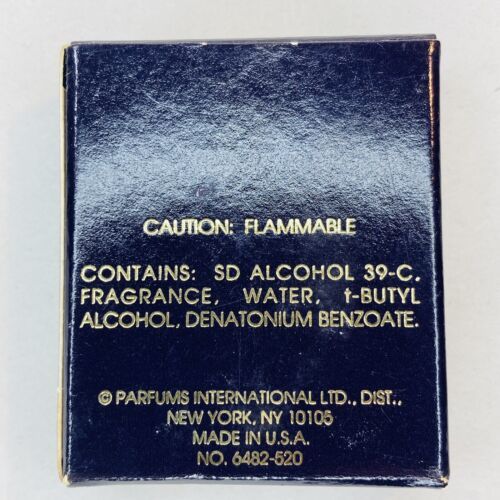 CAUTION: FLAMMABLE
CONTAINS: SD ALCOHOL 39-C,
FRAGRANCE, WATER, t-BUTYL
ALCOHOL, DENATONIUM BENZOATE.
© PARFUMS INTERNATIONAL LTD., DIST.,
NEW YORK, NY 10105
MADE IN U.S.A.
NO. 6482-520